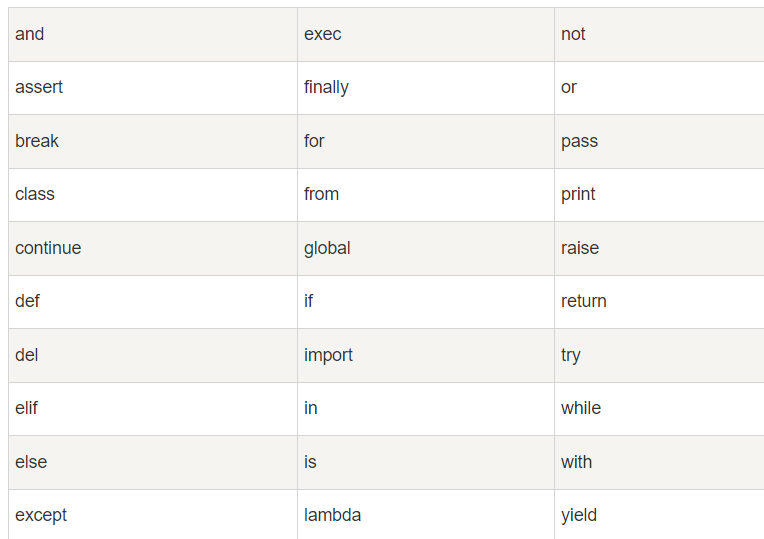 and exec not
assert finally or
break for pass
class from print
continue global raise
def if return
del import try
elif in while
else is with
except lambda yield